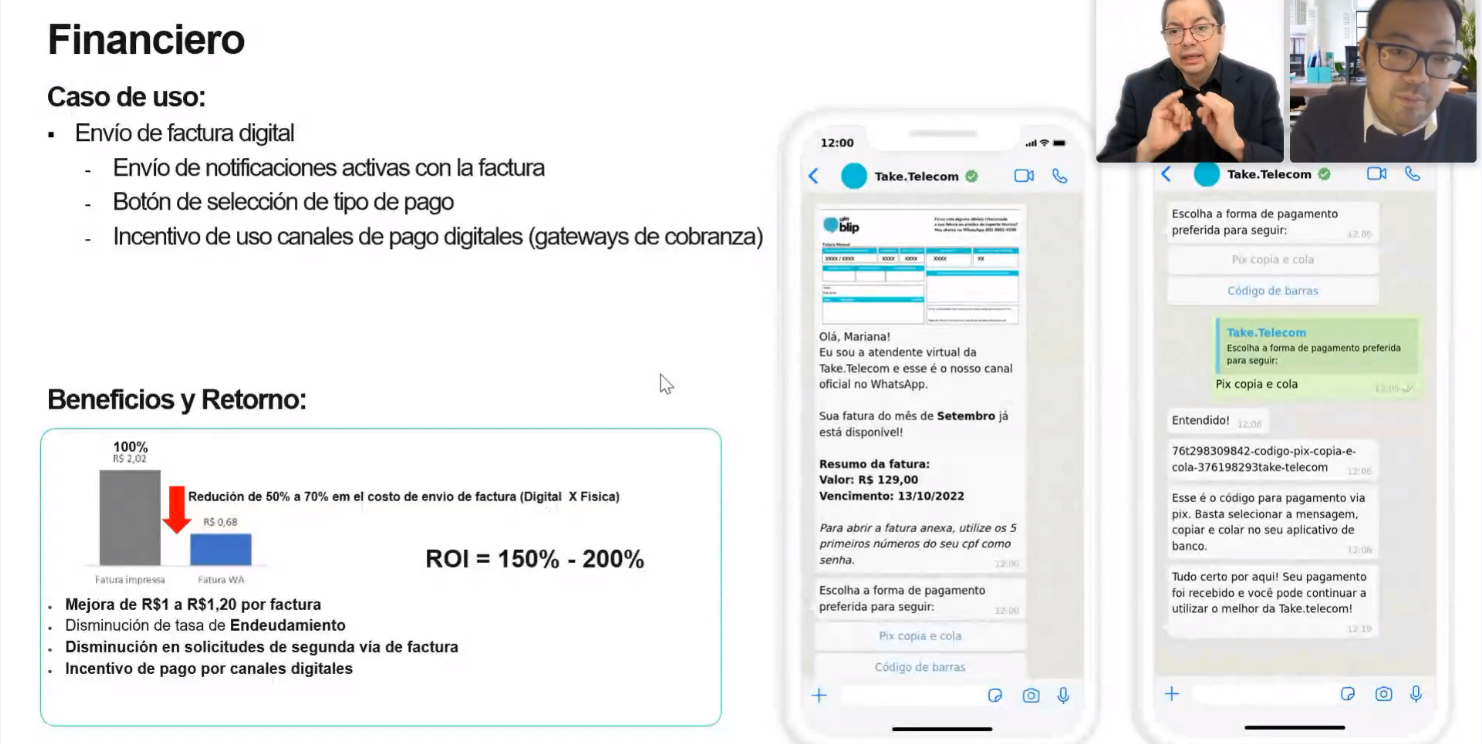 Financiero
Caso de uso:
▪ Envío de factura digital
- Envío de notificaciones activas con la factura
- Botón de selección de tipo de pago
- Incentivo de uso canales de pago digitales (gateways de cobranza)
Beneficios y Retorno:
100%
R$ 2,02
Redución de 50% a 70% em el costo de envio de factura (Digital X Fisica)
R$ 0,68
ROI = 150% - 200%
Fatura impressa
Fatura WA
Mejora de R$1 a R$1,20 por factura
Disminución de tasa de Endeudamiento
Disminución en solicitudes de segunda vía de factura
Incentivo de pago por canales digitales
12:00
Take.Telecom
blip
Fatura Mensal
XXXX / XXXX
XXXX
XXXX
XXXX
XX
Olá, Mariana!
Eu sou a atendente virtual da
Take.Telecom e esse é o nosso canal
oficial no WhatsApp.
Sua fatura do mês de Setembro já
está disponível!
Resumo da fatura:
Valor: R$ 129,00
Vencimento: 13/10/2022
Para abrir a fatura anexa, utilize os 5
primeiros números do seu cpf como
senha.
12:00
Escolha a forma de pagamento
preferida para seguir:
12:00
Pix copia e cola
Código de barras
Take.Telecom
Escolha a forma de pagamento
preferida para seguir:
Pix copia e cola
Código de barras
Take.Telecom
Escolha a forma de pagamento preferida
para seguir:
Pix copia e cola
Entendido!
76t298309842-codigo-pix-copia-e-
cola-376198293take-telecom
Esse é o código para pagamento via
pix. Basta selecionar a mensagem,
copiar e colar no seu aplicativo de
banco.
Tudo certo por aqui! Seu pagamento
foi recebido e você pode continuar a
utilizar o melhor da Take.telecom!
12:19